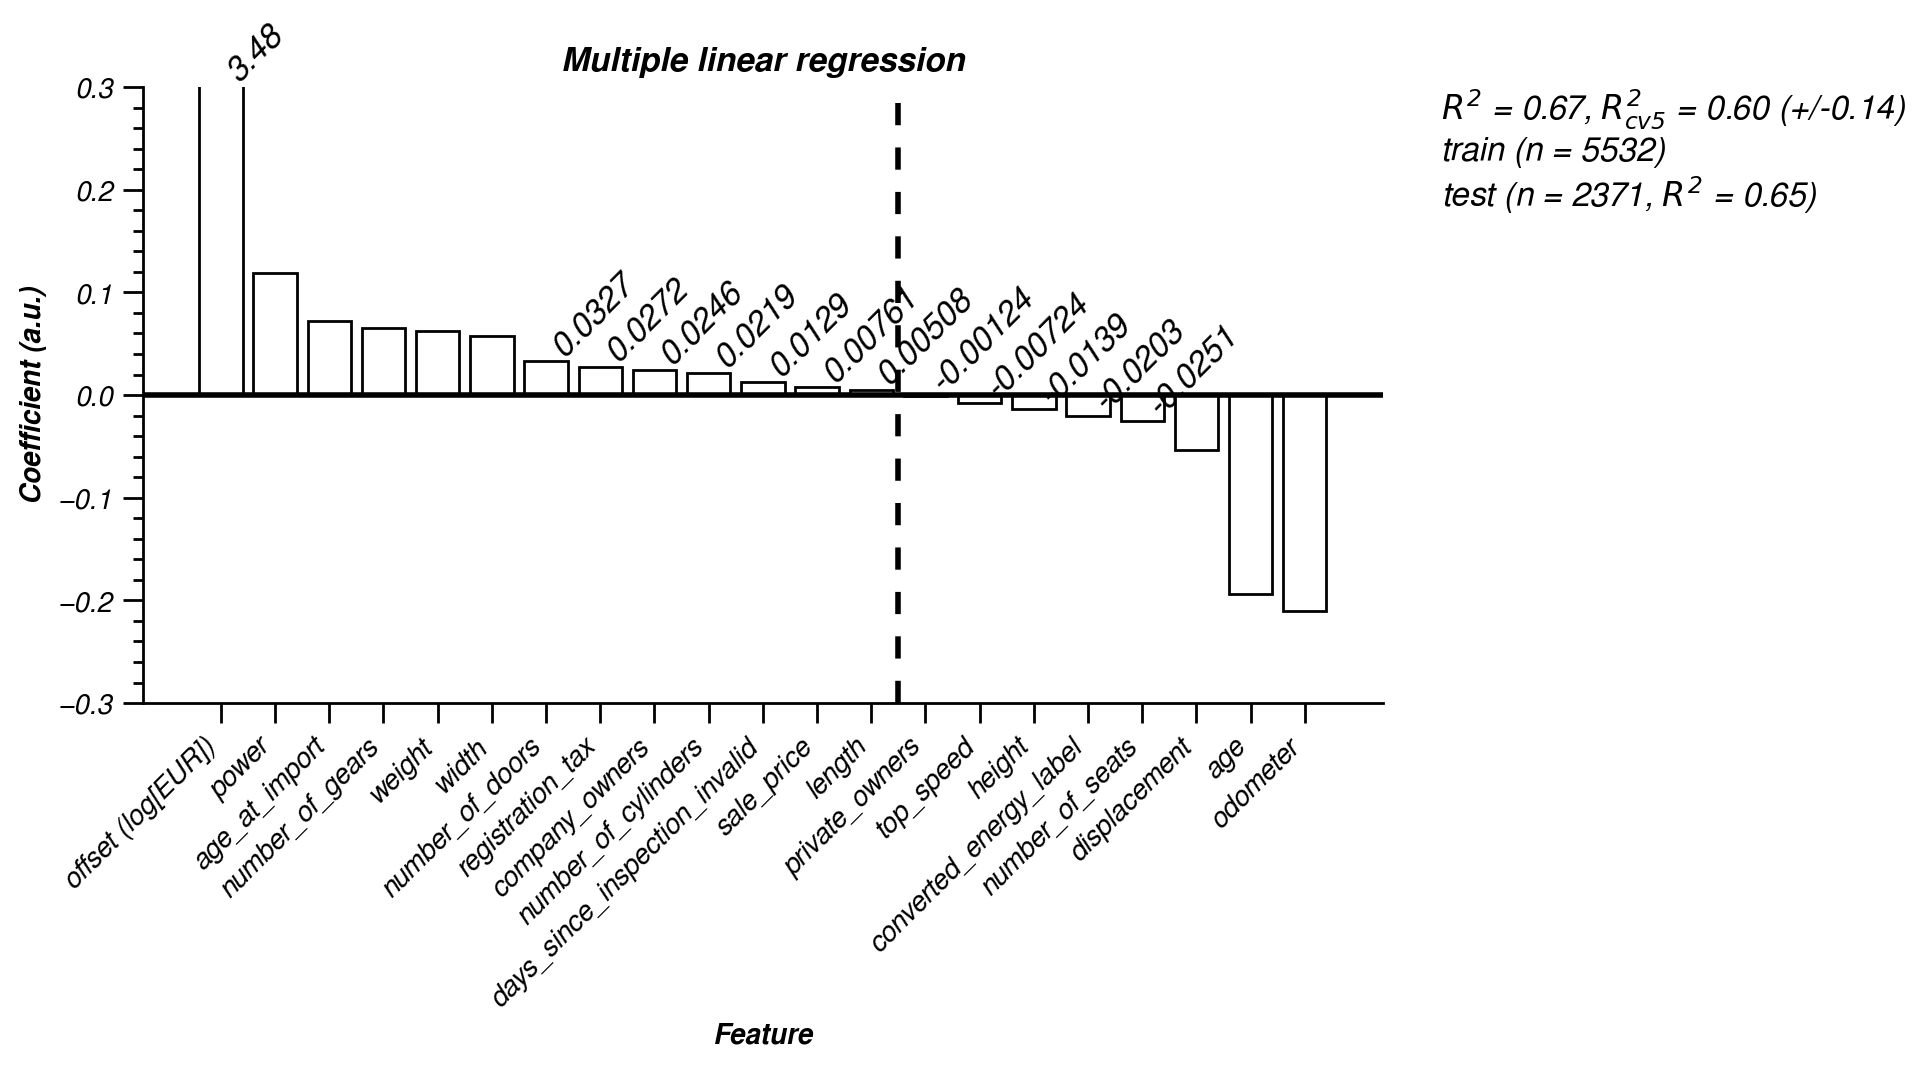 Multiple linear regression
3.48
R² = 0.67, R²cv5 = 0.60 (+/-0.14)
train (n = 5532)
test (n = 2371, R² = 0.65)
Coefficient (a.u.)
0.3
0.2
0.1
0.0
−0.1
−0.2
−0.3
0.0327
0.0272
0.0246
0.0219
0.0129
0.00761
0.00508
-0.00124
-0.00724
-0.0139
-0.0203
-0.0251
offset (log[EUR])
power
age_at_import
number_of_gears
weight
width
number_of_doors
registration_tax
company_owners
number_of_cylinders
days_since_inspection_invalid
sale_price
length
private_owners
top_speed
height
converted_energy_label
number_of_seats
displacement
age
odometer
Feature